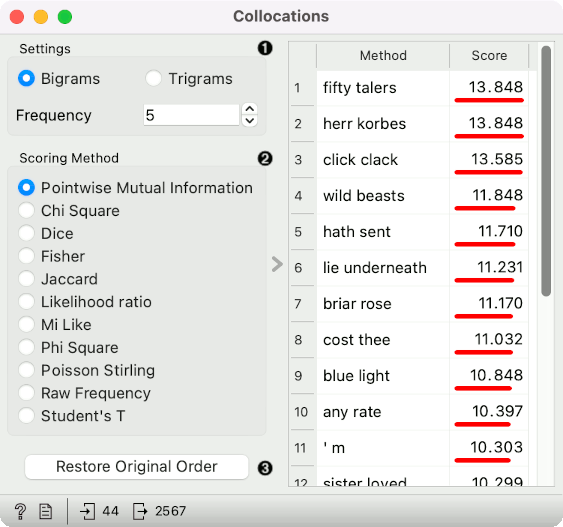 Collocations
Settings ❶
Bigrams Trigrams
Frequency 5
Scoring Method ❷
Pointwise Mutual Information
Chi Square
Dice
Fisher
Jaccard
Likelihood ratio
Mi Like
Phi Square
Poisson Stirling
Raw Frequency
Student's T
Restore Original Order ❸
Method Score
1 fifty talers 13.848
2 herr korbes 13.848
3 click clack 13.585
4 wild beasts 11.848
5 hath sent 11.710
6 lie underneath 11.231
7 briar rose 11.170
8 cost thee 11.032
9 blue light 10.848
10 any rate 10.397
11 ' m 10.303
12 sister loved 10.299
? 44 2567